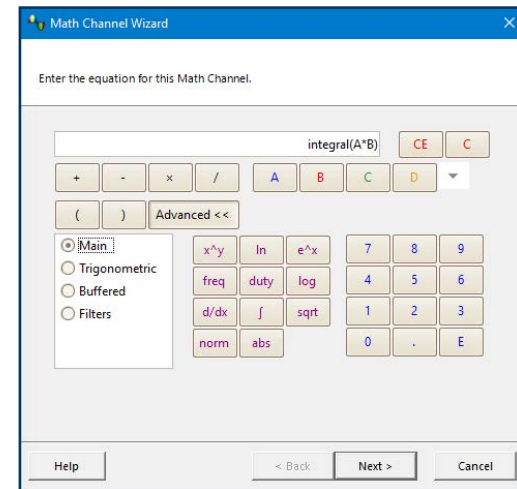 Math Channel Wizard ×
Enter the equation for this Math Channel.
integral(A*B) CE C
+ - × / A B C D
( ) Advanced <<
Main
Trigonometric
Buffered
Filters
x^y ln e^x 7 8 9
freq duty log 4 5 6
d/dx ∫ sqrt 1 2 3
norm abs 0 . E
Help < Back Next > Cancel